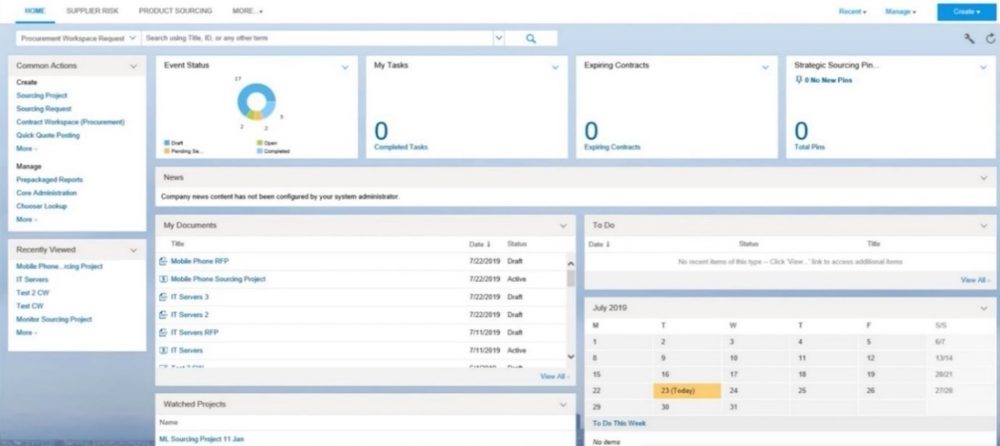 HOME SUPPLIER RISK PRODUCT SOURCING MORE... Recent Manage Create
Procurement Workspace Request Search using Title, ID, or any other term
Common Actions
Create
Sourcing Project
Sourcing Request
Contract Workspace (Procurement)
Quick Quote Posting
More
Manage
Prepackaged Reports
Core Administration
Chooser Lookup
More
Recently Viewed
Mobile Phone...rcing Project
IT Servers
Test 2 CW
Test CW
Monitor Sourcing Project
More
Event Status
17
5
2 2
Draft Open
Pending Se... Completed
My Tasks
0
Completed Tasks
Expiring Contracts
0
Expiring Contracts
Strategic Sourcing Pin...
0 No New Pins
0
Total Pins
News
Company news content has not been configured by your system administrator.
My Documents
Title Date ↓ Status
Mobile Phone RFP 7/22/2019 Draft
Mobile Phone Sourcing Project 7/22/2019 Active
IT Servers 3 7/22/2019 Draft
IT Servers 2 7/22/2019 Draft
IT Servers RFP 7/11/2019 Draft
IT Servers 7/11/2019 Active
View All
Watched Projects
Name
ML Sourcing Project 11 Jan
To Do
Date ↓ Status Title
No recent items of this type -- Click 'View...' link to access additional items
View All
July 2019
M T W T F S/S
1 2 3 4 5 6/7
8 9 10 11 12 13/14
15 16 17 18 19 20/21
22 23 (Today) 24 25 26 27/28
29 30 31
To Do This Week
No items